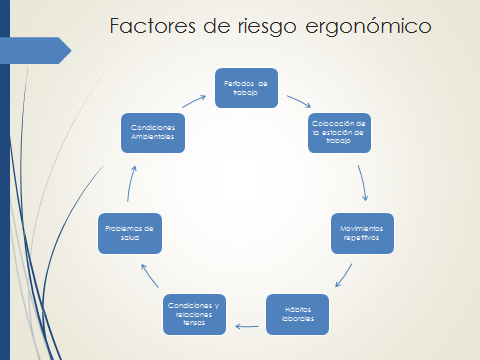 Factores de riesgo ergonómico
Períodos de
trabajo
Colocación de
la estación de
trabajo
Movimientos
repetitivos
Hábitos
laborales
Condiciones y
relaciones
tensas
Problemas de
salud
Condiciones
Ambientales